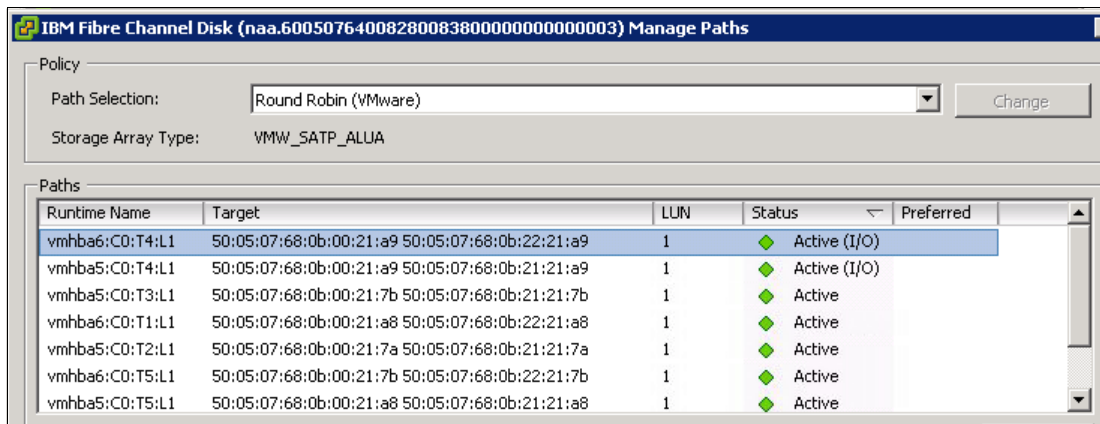 IBM Fibre Channel Disk (naa.60050764008280083800000000000003) Manage Paths
Policy
Path Selection: Round Robin (VMware) Change
Storage Array Type: VMW_SATP_ALUA
Paths
Runtime Name Target LUN Status Preferred
vmhba6:C0:T4:L1 50:05:07:68:0b:00:21:a9 50:05:07:68:0b:22:21:a9 1 Active (I/O)
vmhba5:C0:T4:L1 50:05:07:68:0b:00:21:a9 50:05:07:68:0b:21:21:a9 1 Active (I/O)
vmhba5:C0:T3:L1 50:05:07:68:0b:00:21:7b 50:05:07:68:0b:21:21:7b 1 Active
vmhba6:C0:T1:L1 50:05:07:68:0b:00:21:a8 50:05:07:68:0b:22:21:a8 1 Active
vmhba5:C0:T2:L1 50:05:07:68:0b:00:21:7a 50:05:07:68:0b:21:21:7a 1 Active
vmhba6:C0:T5:L1 50:05:07:68:0b:00:21:7b 50:05:07:68:0b:22:21:7b 1 Active
vmhba5:C0:T5:L1 50:05:07:68:0b:00:21:a8 50:05:07:68:0b:21:21:a8 1 Active